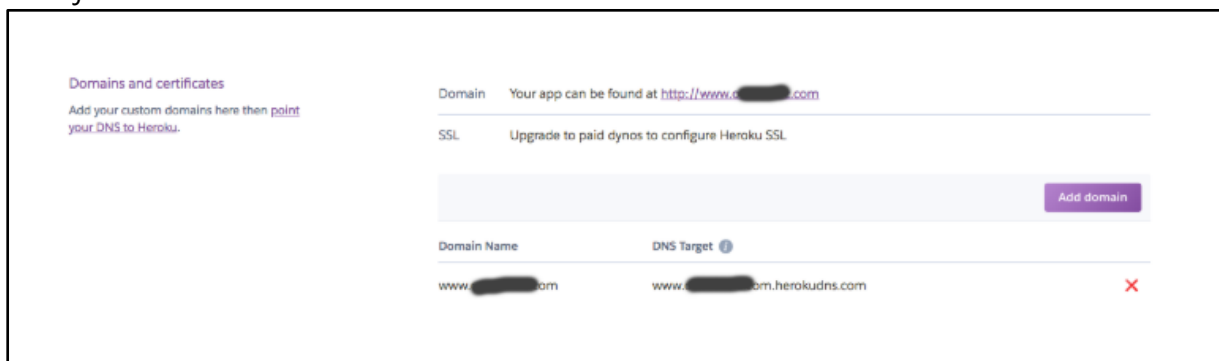 Domains and certificates
Add your custom domains here then point
your DNS to Heroku.
Domain Your app can be found at http://www. .com
SSL Upgrade to paid dynos to configure Heroku SSL
Add domain
Domain Name DNS Target
www. om www. om.herokudns.com